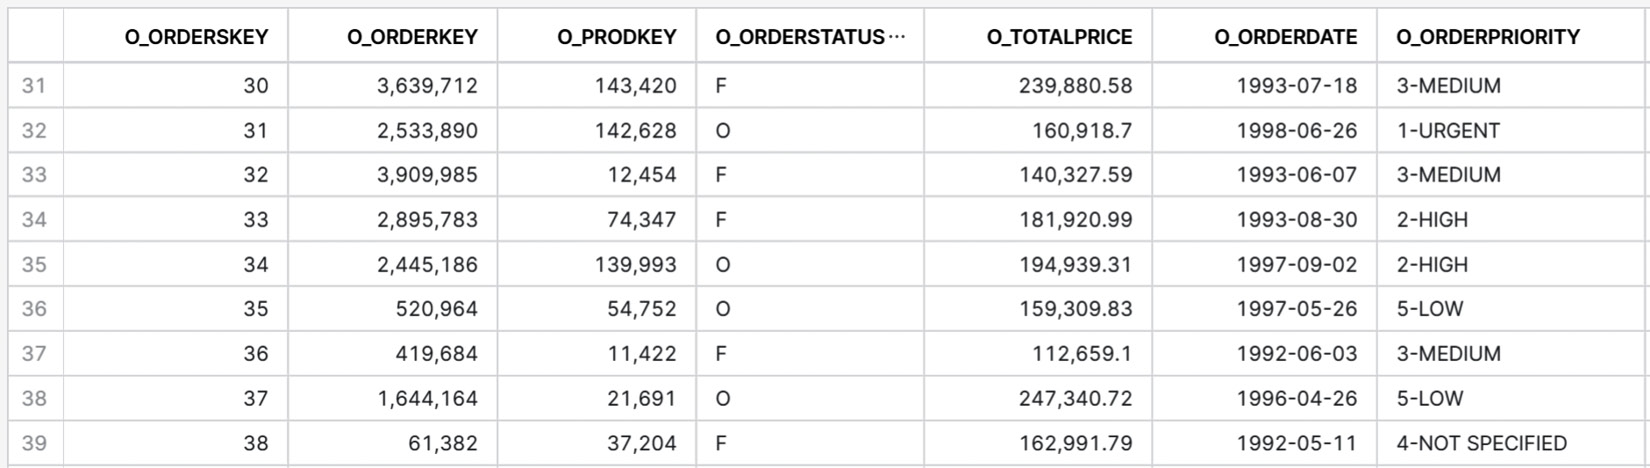 O_ORDERSKEY O_ORDERKEY O_PRODKEY O_ORDERSTATUS··· O_TOTALPRICE O_ORDERDATE O_ORDERPRIORITY
31 30 3,639,712 143,420 F 239,880.58 1993-07-18 3-MEDIUM
32 31 2,533,890 142,628 O 160,918.7 1998-06-26 1-URGENT
33 32 3,909,985 12,454 F 140,327.59 1993-06-07 3-MEDIUM
34 33 2,895,783 74,347 F 181,920.99 1993-08-30 2-HIGH
35 34 2,445,186 139,993 O 194,939.31 1997-09-02 2-HIGH
36 35 520,964 54,752 O 159,309.83 1997-05-26 5-LOW
37 36 419,684 11,422 F 112,659.1 1992-06-03 3-MEDIUM
38 37 1,644,164 21,691 O 247,340.72 1996-04-26 5-LOW
39 38 61,382 37,204 F 162,991.79 1992-05-11 4-NOT SPECIFIED